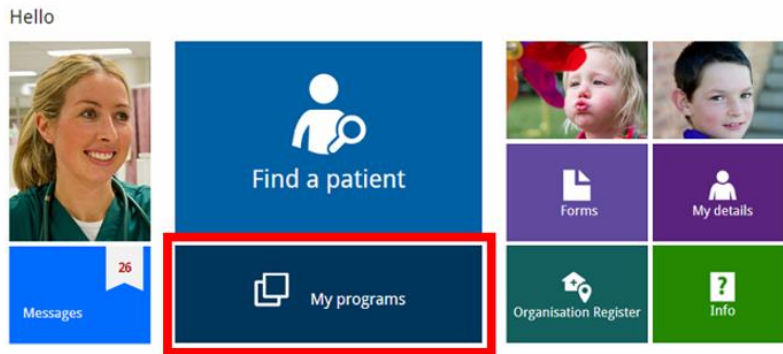 Hello
Find a patient
Forms
My details
26
Messages
My programs
Organisation Register
?
Info